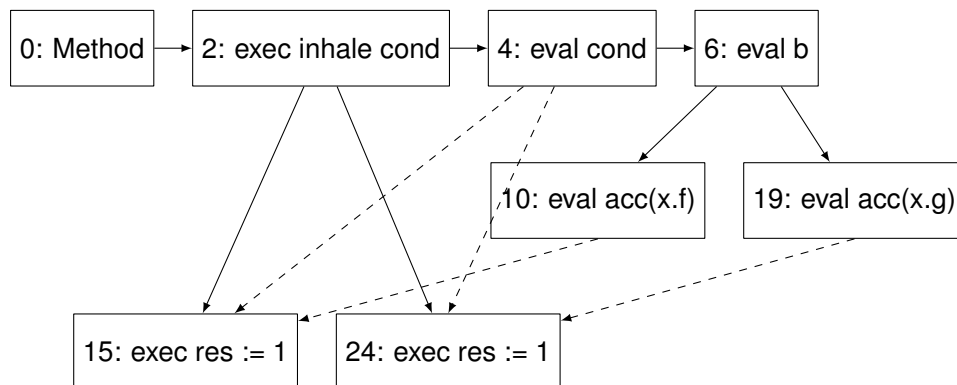 0: Method
2: exec inhale cond
4: eval cond
6: eval b
10: eval acc(x.f)
19: eval acc(x.g)
15: exec res := 1
24: exec res := 1